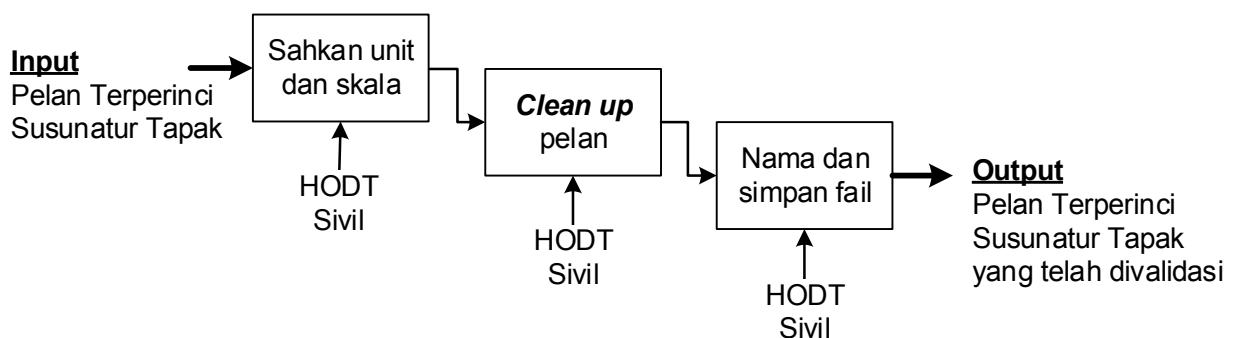 Input
Pelan Terperinci
Susunatur Tapak
Sahkan unit
dan skala
HODT
Sivil
Clean up
pelan
HODT
Sivil
Nama dan
simpan fail
HODT
Sivil
Output
Pelan Terperinci
Susunatur Tapak
yang telah divalidasi